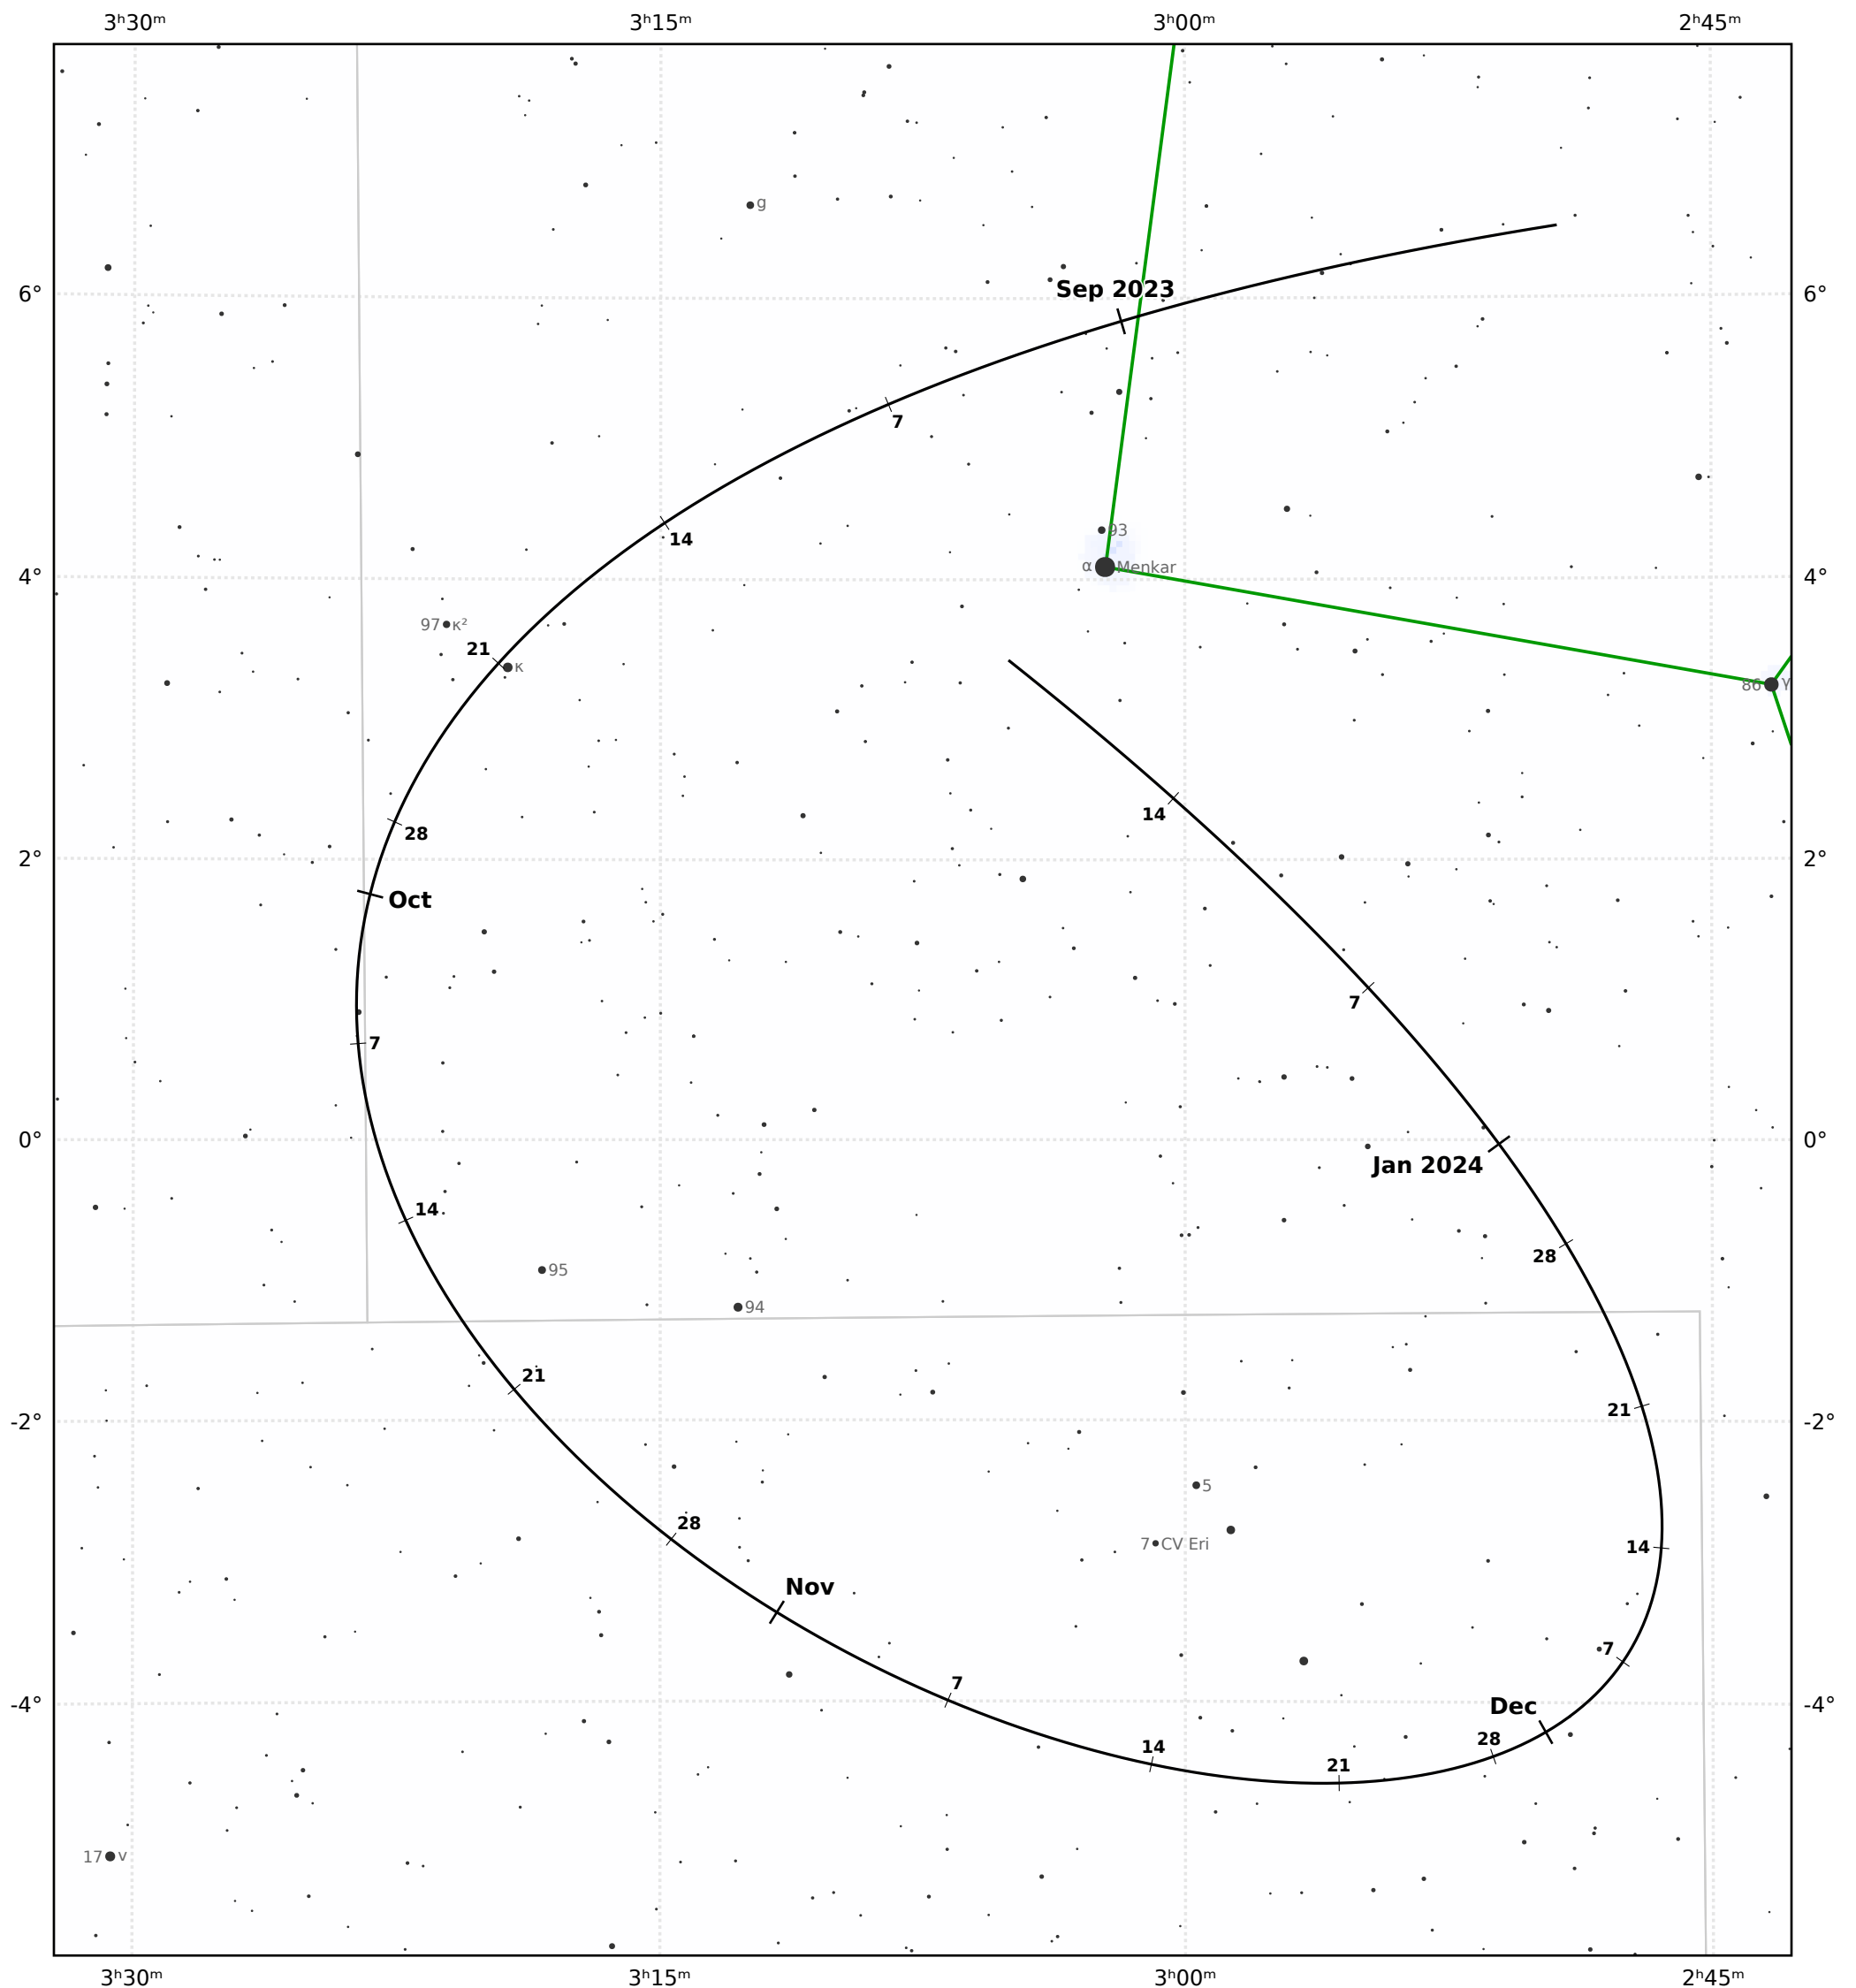 3ʰ30ᵐ 3ʰ15ᵐ 3ʰ00ᵐ 2ʰ45ᵐ
g
Sep 2023
6° 6°
7
93
14
α Menkar
4° 4°
97 κ²
21 κ
86 γ
14
28
2° 2°
Oct
7
7
0° 0°
Jan 2024
14
28
95
94
21
21
-2° -2°
5
28
7 CV Eri
14
Nov
7
7
-4° -4°
Dec
28
14
21
17 ν
3ʰ30ᵐ 3ʰ15ᵐ 3ʰ00ᵐ 2ʰ45ᵐ